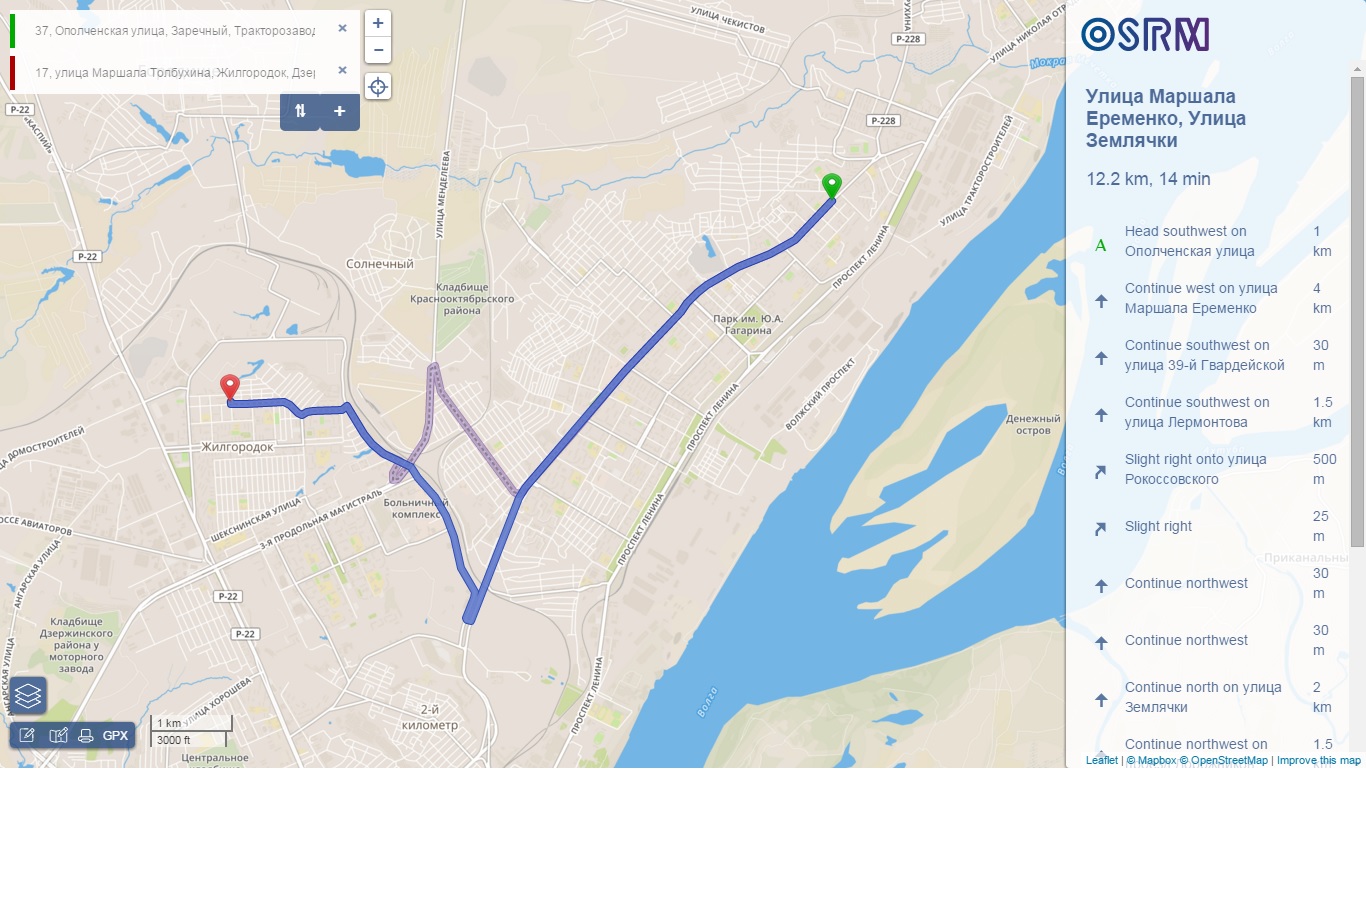 37, Ополченская улица, Заречный, Тракторозавод
17, улица Маршала Толбухина, Жилгородок, Дзер
+
−
GPX
1 km
3000 ft
OSRM
Улица Маршала
Еременко, Улица
Землячки
12.2 km, 14 min
A
Head southwest on
Ополченская улица
1
km
Continue west on улица
Маршала Еременко
4
km
Continue southwest on
улица 39-й Гвардейской
30
m
Continue southwest on
улица Лермонтова
1.5
km
Slight right onto улица
Рокоссовского
500
m
Slight right
25
m
Continue northwest
30
m
Continue northwest
30
m
Continue north on улица
Землячки
2
km
Continue northwest on
1.5
Leaflet | © Mapbox © OpenStreetMap | Improve this map
УЛИЦА ЧЕКИСТОВ
Р-228
УЛИЦА НИКОЛАЯ ОТР
Мокра
Р-22
«КАСПИЙ»
Р-228
УЛИЦА МЕНДЕЛЕЕВА
УЛИЦА ТРАКТОРОСТРОИТЕЛЕЙ
Р-22
Солнечный
ПРОСПЕКТ ЛЕНИНА
Кладбище
Краснооктябрьского
района
Парк им. Ю.А.
Гагарина
ВОЛЖСКИЙ ПРОСПЕКТ
ПРОСПЕКТ ЛЕНИНА
Денежный
остров
Жилгородок
ЦА ДОМОСТРОИТЕЛЕЙ
Больничный
комплекс
ШЕКСНИНСКАЯ УЛИЦА
3-Я ПРОДОЛЬНАЯ МАГИСТРАЛЬ
ОССЕ АВИАТОРОВ
АНГАРСКАЯ УЛИЦА
ПРОСПЕКТ ЛЕНИНА
Приканальны
Р-22
Р-22
Кладбище
Дзержинского
района у
моторного
завода
АНГАРСКАЯ УЛИЦА
УЛИЦА ХОРОШЕВА
ПРОСПЕКТ ЛЕНИНА
Волга
2-й
километр
Центральное